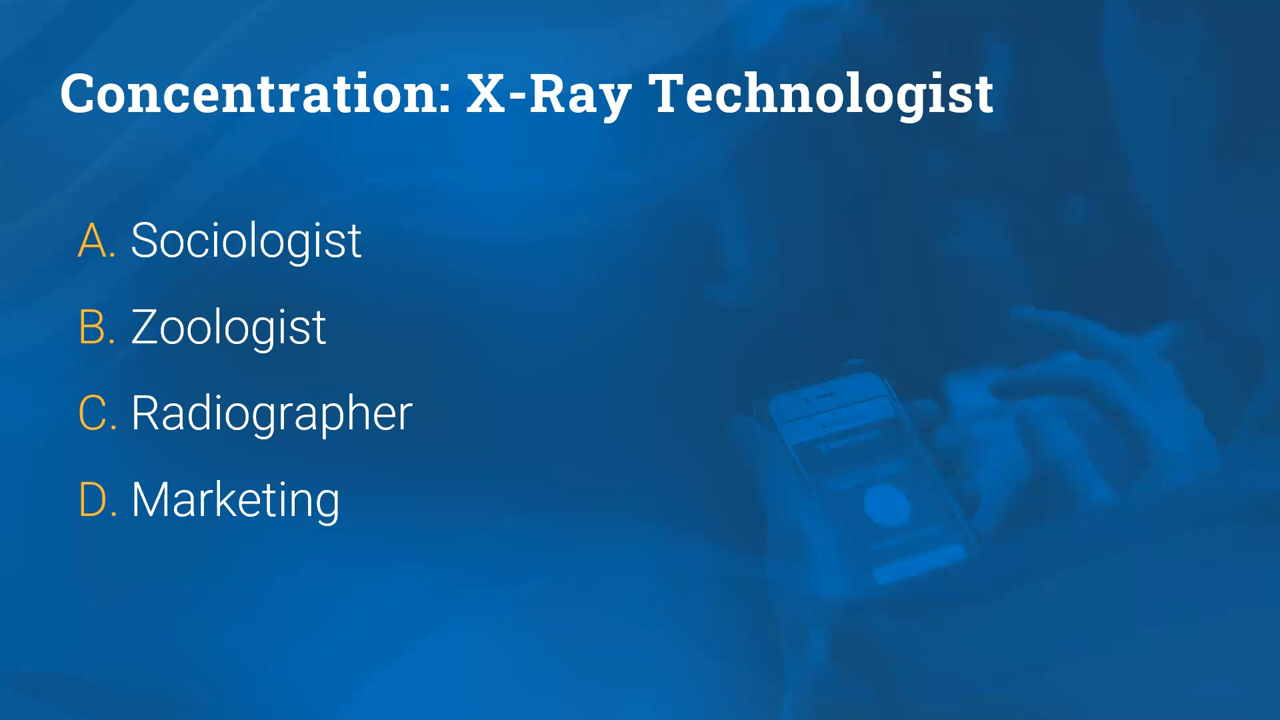 Concentration: X-Ray Technologist
A. Sociologist
B. Zoologist
C. Radiographer
D. Marketing